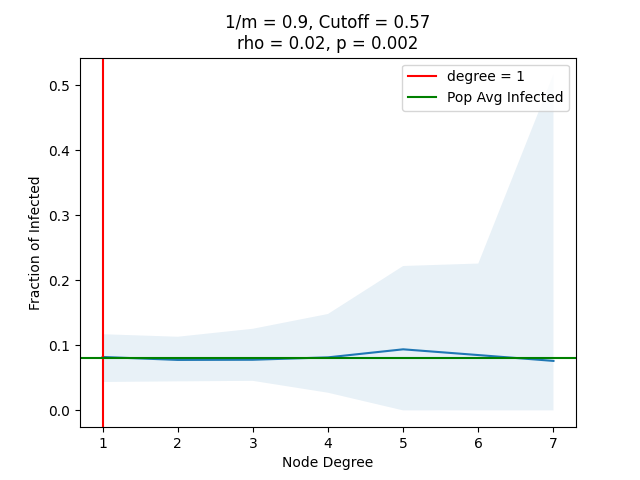 1/m = 0.9, Cutoff = 0.57
rho = 0.02, p = 0.002
degree = 1
Pop Avg Infected
Fraction of Infected
0.5
0.4
0.3
0.2
0.1
0.0
1 2 3 4 5 6 7
Node Degree